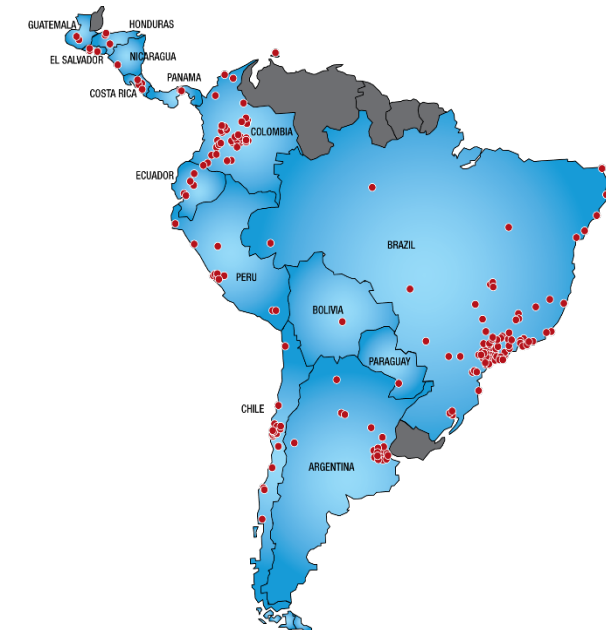 GUATEMALA
HONDURAS
EL SALVADOR
NICARAGUA
COSTA RICA
PANAMA
COLOMBIA
ECUADOR
BRAZIL
PERU
BOLIVIA
PARAGUAY
CHILE
ARGENTINA